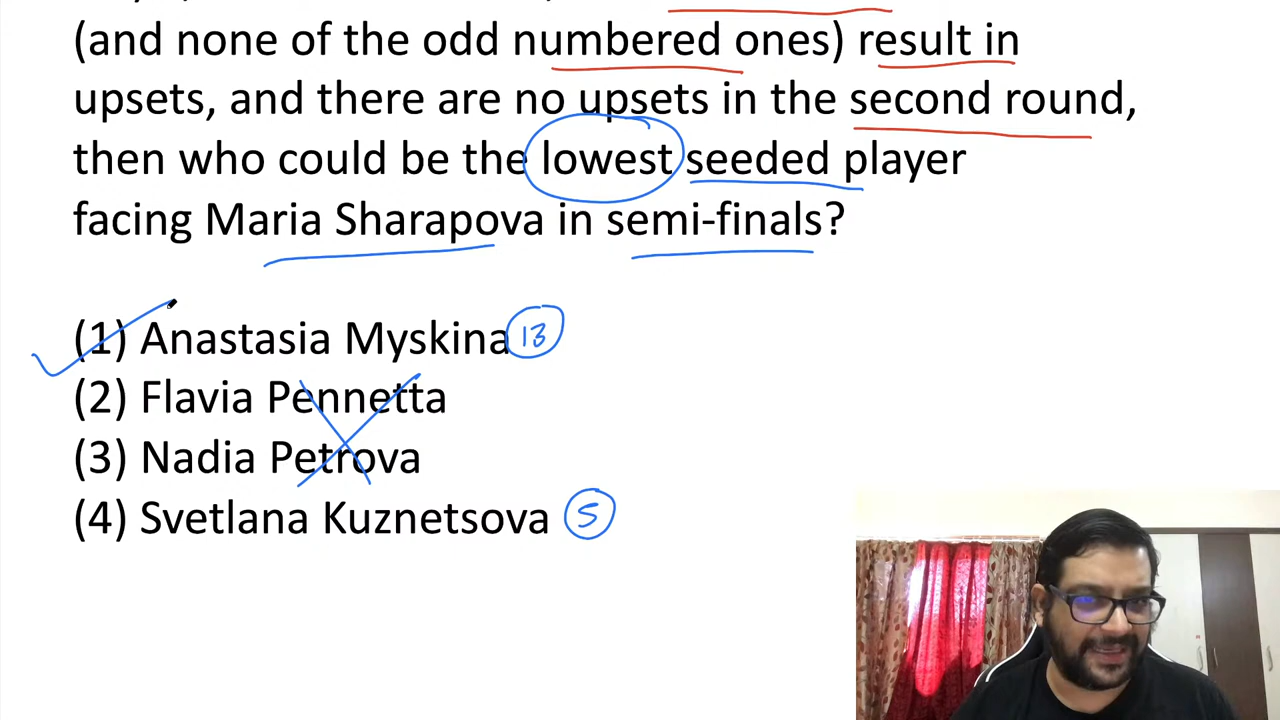 (and none of the odd numbered ones) result in
upsets, and there are no upsets in the second round,
then who could be the lowest seeded player
facing Maria Sharapova in semi-finals?
(1) Anastasia Myskina 13
(2) Flavia Pennetta
(3) Nadia Petrova
(4) Svetlana Kuznetsova 5